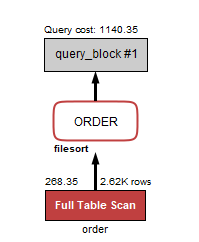 Query cost: 1140.35
query_block #1
ORDER
filesort
268.35 2.62K rows
Full Table Scan
order